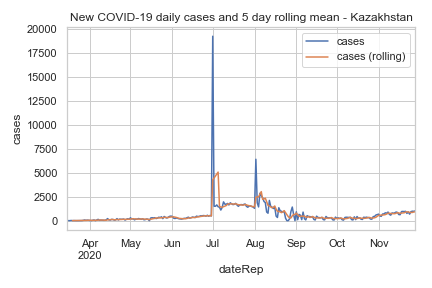 New COVID-19 daily cases and 5 day rolling mean - Kazakhstan
20000
17500
15000
12500
10000
7500
5000
2500
0
cases
cases
cases (rolling)
Apr May Jun Jul Aug Sep Oct Nov
2020
dateRep